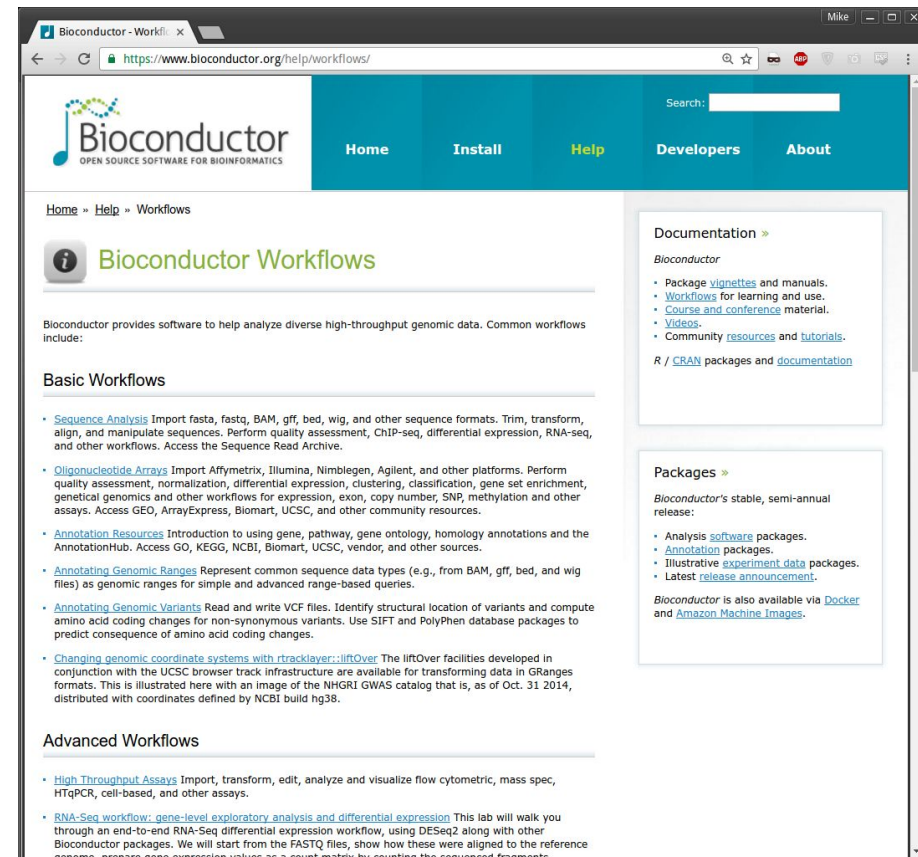 Mike
Bioconductor - Workfl
https://www.bioconductor.org/help/workflows/
ABP
Search:
Bioconductor
OPEN SOURCE SOFTWARE FOR BIOINFORMATICS
Home Install Help Developers About
Home » Help » Workflows
Bioconductor Workflows
Bioconductor provides software to help analyze diverse high-throughput genomic data. Common workflows
include:
Basic Workflows
• Sequence Analysis Import fasta, fastq, BAM, gff, bed, wig, and other sequence formats. Trim, transform,
align, and manipulate sequences. Perform quality assessment, ChIP-seq, differential expression, RNA-seq,
and other workflows. Access the Sequence Read Archive.
• Oligonucleotide Arrays Import Affymetrix, Illumina, Nimblegen, Agilent, and other platforms. Perform
quality assessment, normalization, differential expression, clustering, classification, gene set enrichment,
genetical genomics and other workflows for expression, exon, copy number, SNP, methylation and other
assays. Access GEO, ArrayExpress, Biomart, UCSC, and other community resources.
• Annotation Resources Introduction to using gene, pathway, gene ontology, homology annotations and the
AnnotationHub. Access GO, KEGG, NCBI, Biomart, UCSC, vendor, and other sources.
• Annotating Genomic Ranges Represent common sequence data types (e.g., from BAM, gff, bed, and wig
files) as genomic ranges for simple and advanced range-based queries.
• Annotating Genomic Variants Read and write VCF files. Identify structural location of variants and compute
amino acid coding changes for non-synonymous variants. Use SIFT and PolyPhen database packages to
predict consequence of amino acid coding changes.
• Changing genomic coordinate systems with rtracklayer::liftOver The liftOver facilities developed in
conjunction with the UCSC browser track infrastructure are available for transforming data in GRanges
formats. This is illustrated here with an image of the NHGRI GWAS catalog that is, as of Oct. 31 2014,
distributed with coordinates defined by NCBI build hg38.
Advanced Workflows
• High Throughput Assays Import, transform, edit, analyze and visualize flow cytometric, mass spec,
HTqPCR, cell-based, and other assays.
• RNA-Seq workflow: gene-level exploratory analysis and differential expression This lab will walk you
through an end-to-end RNA-Seq differential expression workflow, using DESeq2 along with other
Bioconductor packages. We will start from the FASTQ files, show how these were aligned to the reference
genome, prepare gene expression values as a count matrix by counting the sequenced fragments,
Documentation »
Bioconductor
• Package vignettes and manuals.
• Workflows for learning and use.
• Course and conference material.
• Videos.
• Community resources and tutorials.
R / CRAN packages and documentation
Packages »
Bioconductor's stable, semi-annual
release:
• Analysis software packages.
• Annotation packages.
• Illustrative experiment data packages.
• Latest release announcement.
Bioconductor is also available via Docker
and Amazon Machine Images.